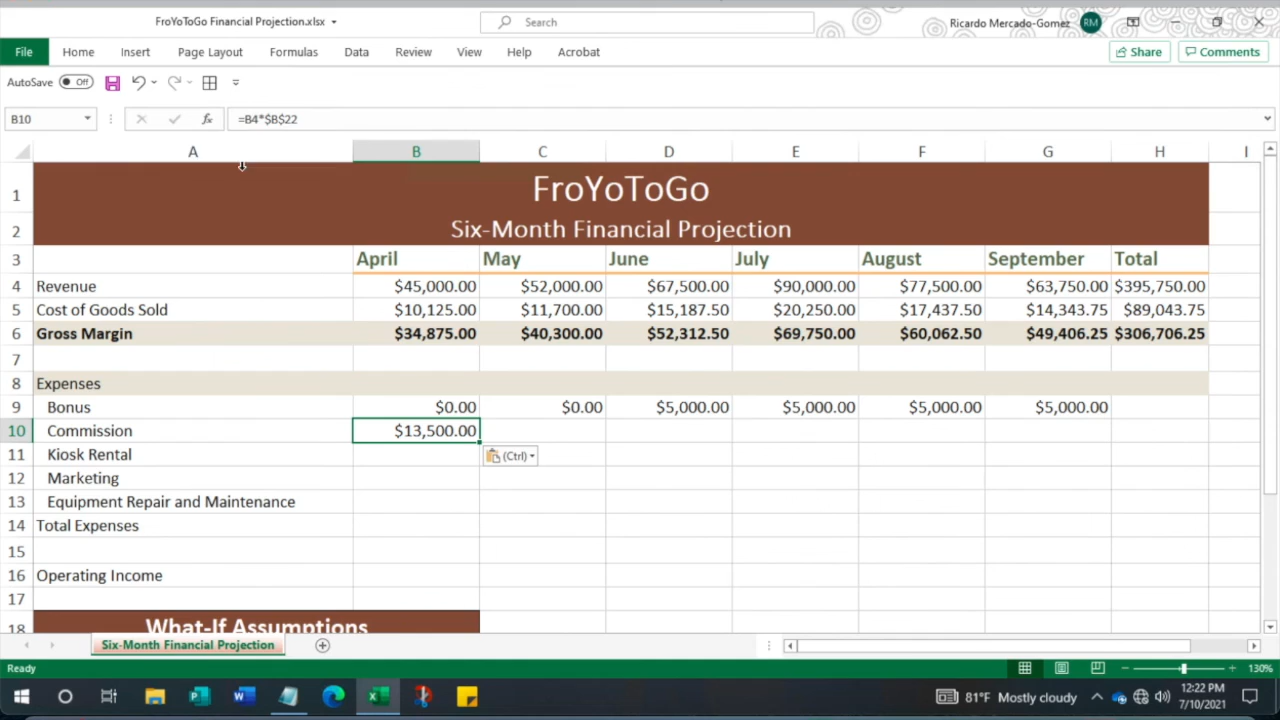 FroYoToGo Financial Projection.xlsx
Search
Ricardo Mercado-Gomez RM
File Home Insert Page Layout Formulas Data Review View Help Acrobat Share Comments
AutoSave Off
B10 fx =B4*$B$22
A B C D E F G H I
1 FroYoToGo
2 Six-Month Financial Projection
3 April May June July August September Total
4 Revenue $45,000.00 $52,000.00 $67,500.00 $90,000.00 $77,500.00 $63,750.00 $395,750.00
5 Cost of Goods Sold $10,125.00 $11,700.00 $15,187.50 $20,250.00 $17,437.50 $14,343.75 $89,043.75
6 Gross Margin $34,875.00 $40,300.00 $52,312.50 $69,750.00 $60,062.50 $49,406.25 $306,706.25
7
8 Expenses
9 Bonus $0.00 $0.00 $5,000.00 $5,000.00 $5,000.00 $5,000.00
10 Commission $13,500.00
11 Kiosk Rental (Ctrl)
12 Marketing
13 Equipment Repair and Maintenance
14 Total Expenses
15
16 Operating Income
17
18 What-If Assumptions
Six-Month Financial Projection
Ready 130%
81°F Mostly cloudy 12:22 PM
7/10/2021